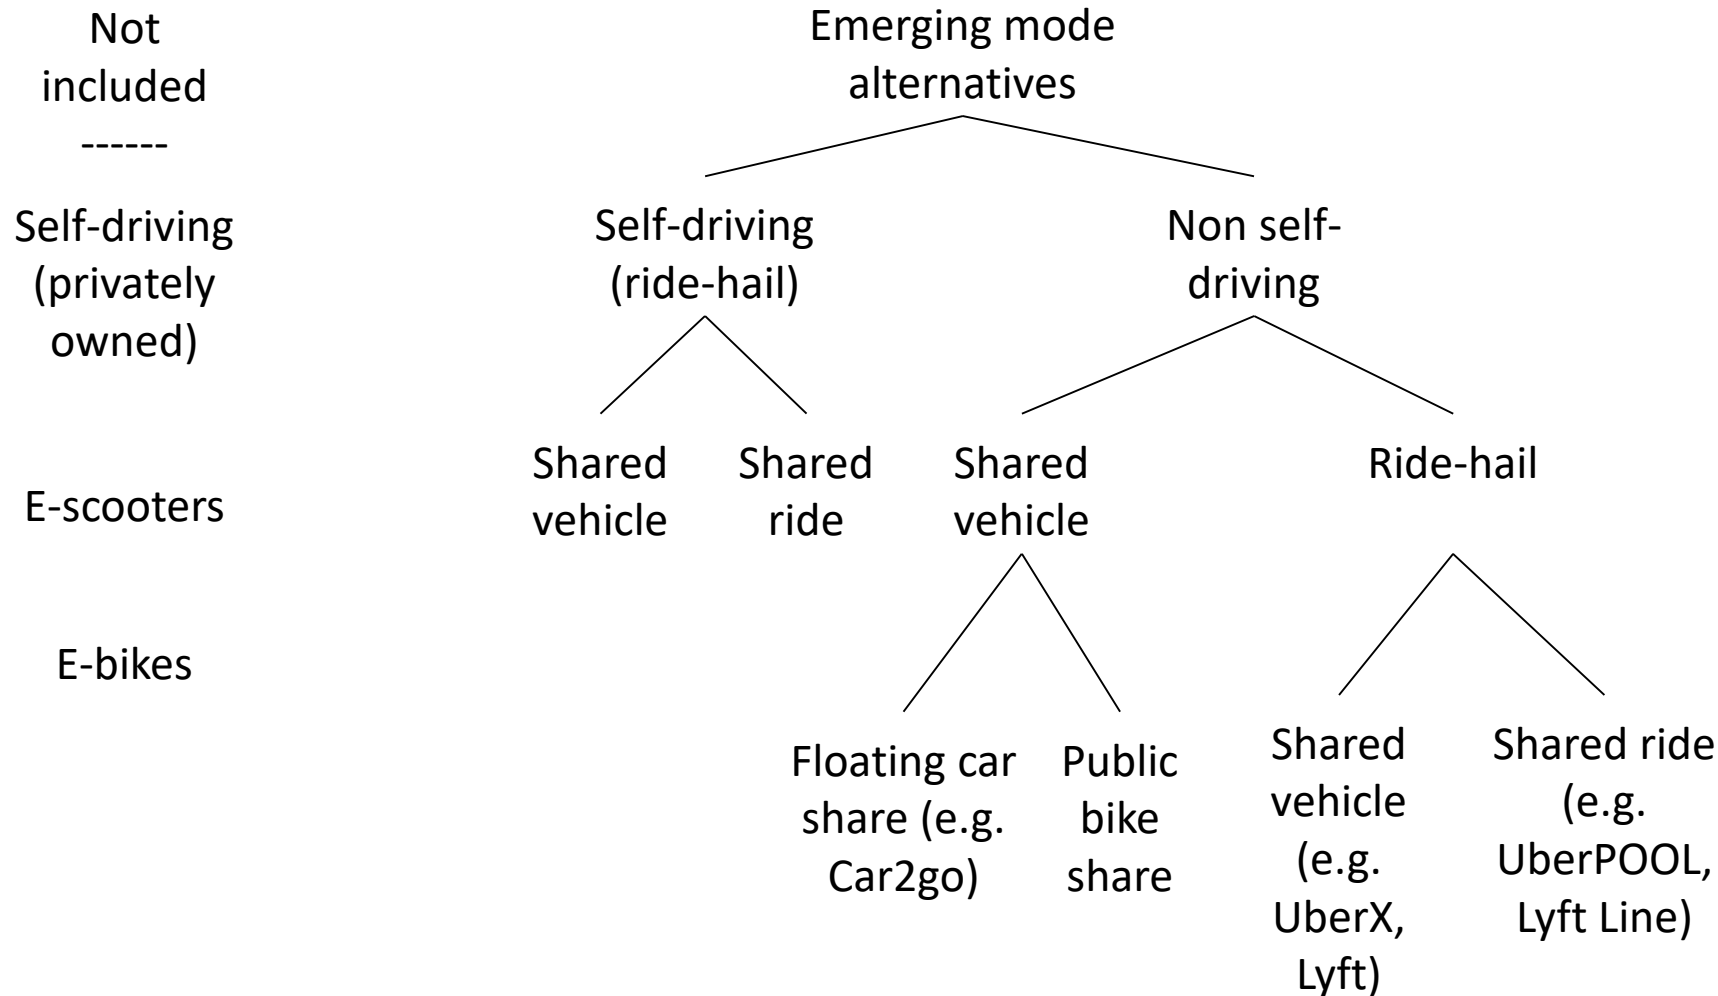 Not
included
------
Self-driving
(privately
owned)
E-scooters
E-bikes
Emerging mode
alternatives
Self-driving
(ride-hail)
Non self-
driving
Shared
vehicle
Shared
ride
Shared
vehicle
Ride-hail
Floating car
share (e.g.
Car2go)
Public
bike
share
Shared
vehicle
(e.g.
UberX,
Lyft)
Shared ride
(e.g.
UberPOOL,
Lyft Line)